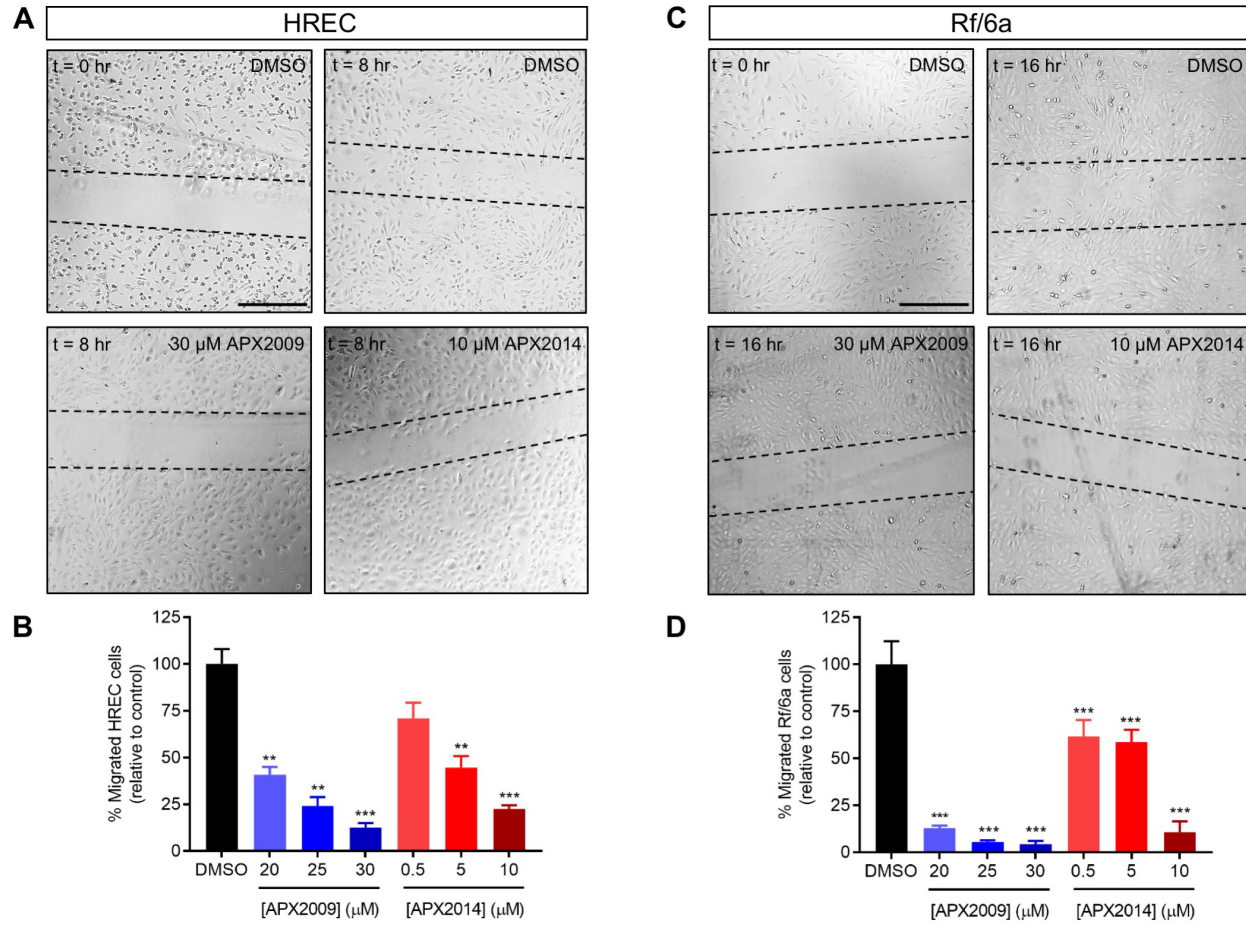 A
HREC
t = 0 hr DMSO
t = 8 hr DMSO
t = 8 hr 30 µM APX2009
t = 8 hr 10 µM APX2014
B
% Migrated HREC cells
(relative to control)
125
100
75
50
25
0
** ** *** ** ***
DMSO 20 25 30 0.5 5 10
[APX2009] (µM) [APX2014] (µM)
C
Rf/6a
t = 0 hr DMSO
t = 16 hr DMSO
t = 16 hr 30 µM APX2009
t = 16 hr 10 µM APX2014
D
% Migrated Rf/6a cells
(relative to control)
125
100
75
50
25
0
*** *** *** *** *** ***
DMSO 20 25 30 0.5 5 10
[APX2009] (µM) [APX2014] (µM)